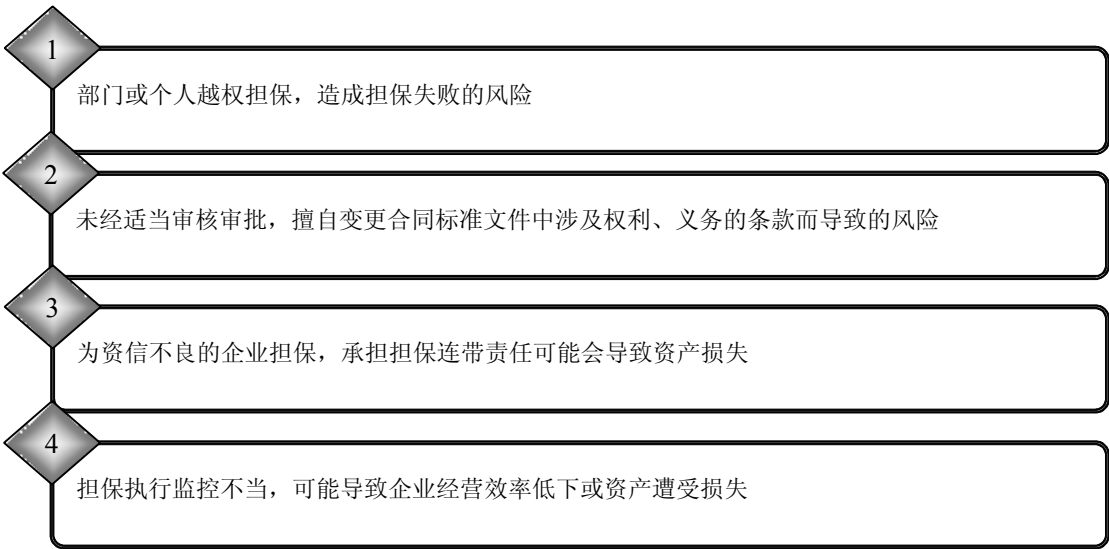 1
部门或个人越权担保，造成担保失败的风险
2
未经适当审核审批，擅自变更合同标准文件中涉及权利、义务的条款而导致的风险
3
为资信不良的企业担保，承担担保连带责任可能会导致资产损失
4
担保执行监控不当，可能导致企业经营效率低下或资产遭受损失